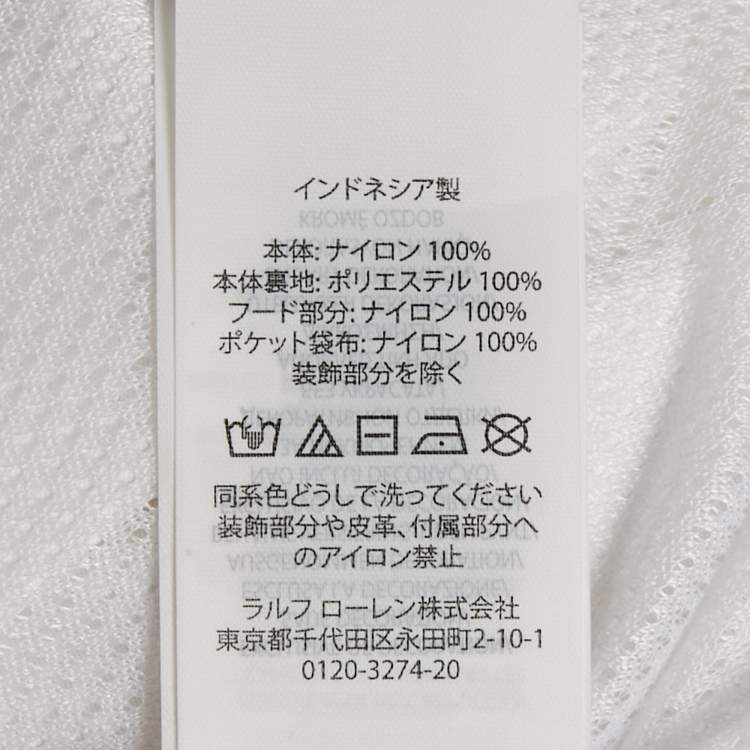 インドネシア製
本体: ナイロン 100%
本体裏地: ポリエステル 100%
フード部分: ナイロン 100%
ポケット袋布: ナイロン 100%
装飾部分を除く
同系色どうしで洗ってください
装飾部分や皮革、付属部分へ
のアイロン禁止
ラルフ ローレン株式会社
東京都千代田区永田町2-10-1
0120-3274-20